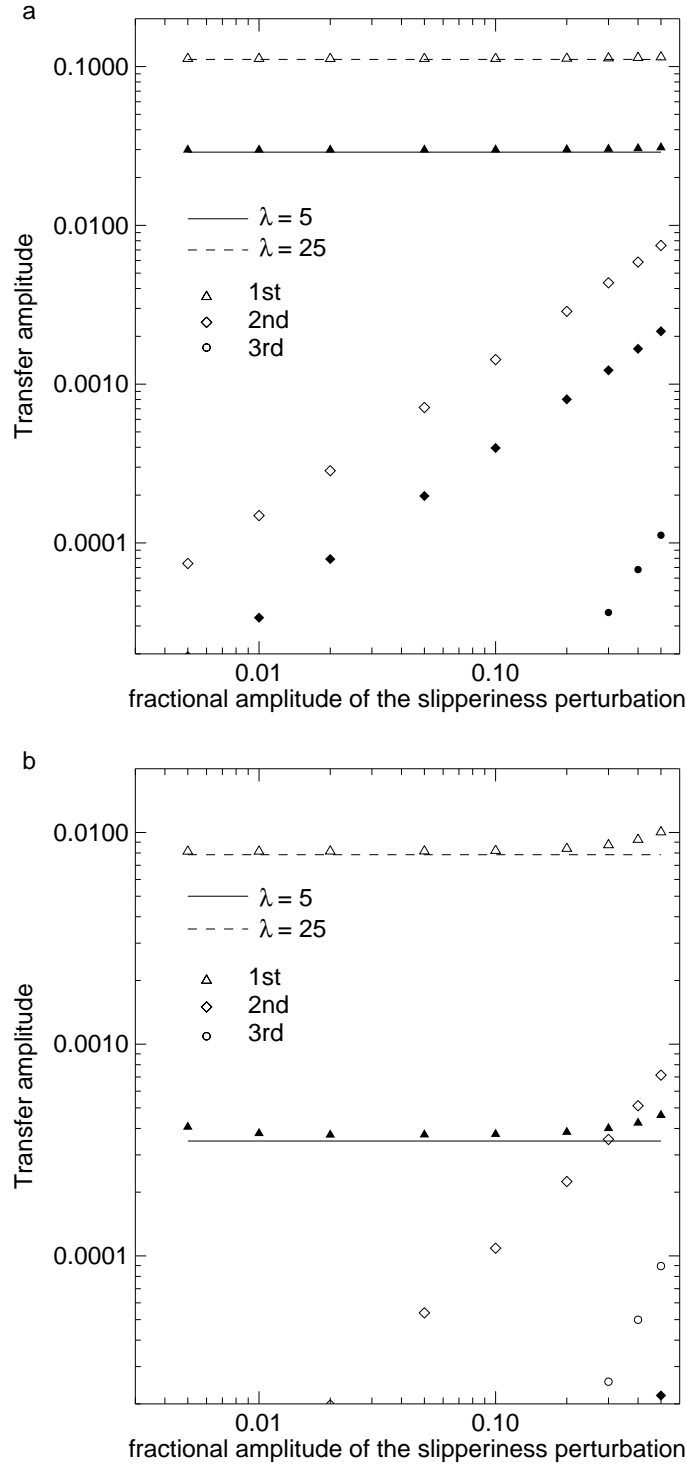 a
0.1000
0.0100
0.0010
0.0001
Transfer amplitude
λ = 5
λ = 25
1st
2nd
3rd
0.01 0.10
fractional amplitude of the slipperiness perturbation
b
0.0100
0.0010
0.0001
Transfer amplitude
λ = 5
λ = 25
1st
2nd
3rd
0.01 0.10
fractional amplitude of the slipperiness perturbation